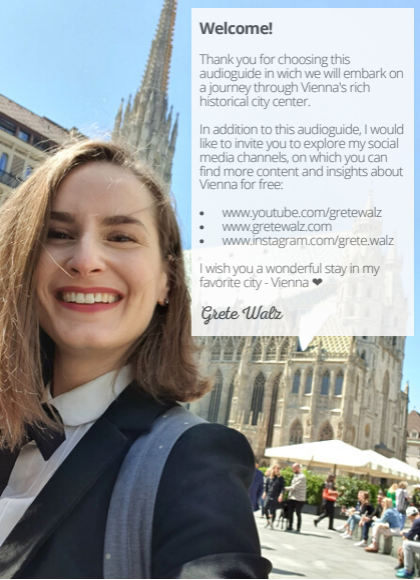 Welcome!
Thank you for choosing this
audioguide in wich we will embark on
a journey through Vienna's rich
historical city center.
In addition to this audioguide, I would
like to invite you to explore my social
media channels, on which you can
find more content and insights about
Vienna for free:
• www.youtube.com/gretewalz
• www.gretewalz.com
• www.instagram.com/grete.walz
I wish you a wonderful stay in my
favorite city - Vienna ❤
Grete Walz